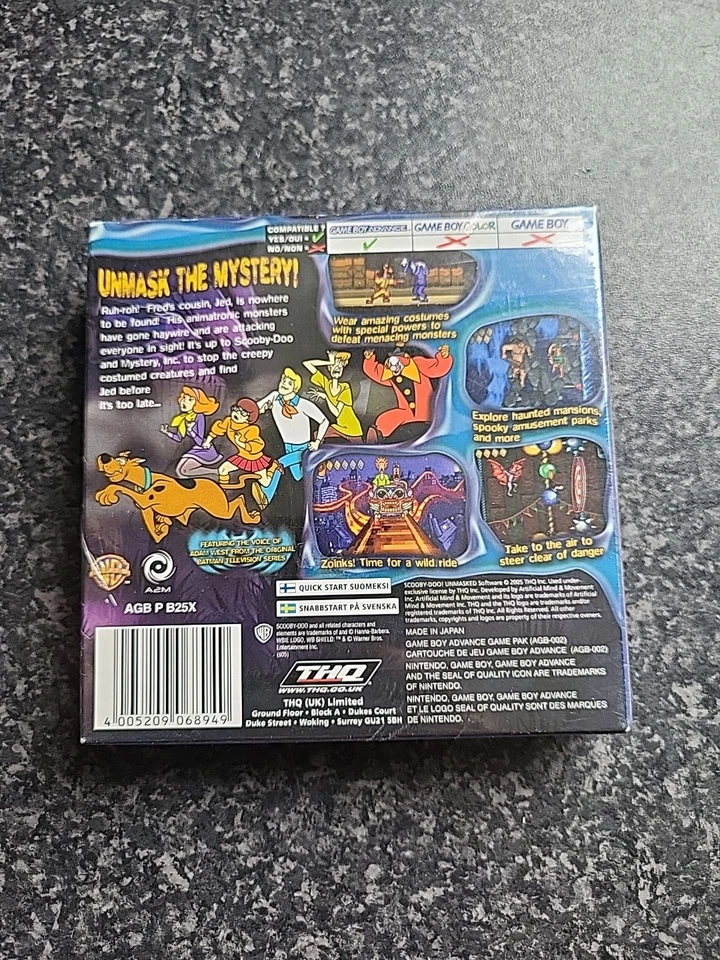 COMPATIBLE ?
YES/OUI =
NO/NON =
GAME BOY ADVANCE
GAME BOY COLOR
GAME BOY
UNMASK THE MYSTERY!
Ruh-roh! Fred's cousin, Jed, is nowhere
to be found! His animatronic monsters
have gone haywire and are attacking
everyone in sight! It's up to Scooby-Doo
and Mystery, Inc. to stop the creepy
costumed creatures and find
Jed before
it's too late...
Wear amazing costumes
with special powers to
defeat menacing monsters
Explore haunted mansions,
spooky amusement parks
and more
Take to the air to
steer clear of danger
Zoinks! Time for a wild ride
FEATURING THE VOICE OF
ADAM WEST FROM THE ORIGINAL
BATMAN TELEVISION SERIES
WB
A2M
AGB P B25X
4 005209 068949
QUICK START SUOMEKSI
SNABBSTART PÅ SVENSKA
WB
SCOOBY-DOO and all related characters and
elements are trademarks of and © Hanna-Barbera.
WBIE LOGO, WB SHIELD: ™ & © Warner Bros.
Entertainment Inc.
(s05)
THQ
WWW.THQ.CO.UK
THQ (UK) Limited
Ground Floor • Block A • Dukes Court
Duke Street • Woking • Surrey GU21 5BH
SCOOBY-DOO! UNMASKED Software © 2005 THQ Inc. Used under
exclusive license by THQ Inc. Developed by Artificial Mind & Movement
Inc. Artificial Mind & Movement and its logo are trademarks of Artificial
Mind & Movement Inc. THQ and the THQ logo are trademarks and/or
registered trademarks of THQ Inc. All Rights Reserved. All other
trademarks, copyrights and logos are property of their respective owners.
MADE IN JAPAN
GAME BOY ADVANCE GAME PAK (AGB-002)
CARTOUCHE DE JEU GAME BOY ADVANCE (AGB-002)
NINTENDO, GAME BOY, GAME BOY ADVANCE
AND THE SEAL OF QUALITY ICON ARE TRADEMARKS
OF NINTENDO.
NINTENDO, GAME BOY, GAME BOY ADVANCE
ET LE LOGO SEAL OF QUALITY SONT DES MARQUES
DE NINTENDO.